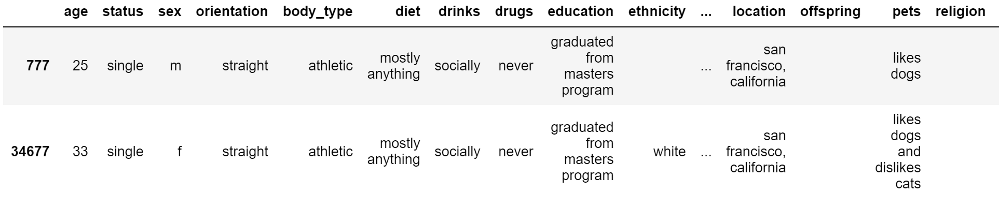 age status sex orientation body_type diet drinks drugs education ethnicity ... location offspring pets religion
777 25 single m straight athletic mostly anything socially never graduated from masters program ... san francisco, california likes dogs
34677 33 single f straight athletic mostly anything socially never graduated from masters program white ... san francisco, california likes dogs and dislikes cats